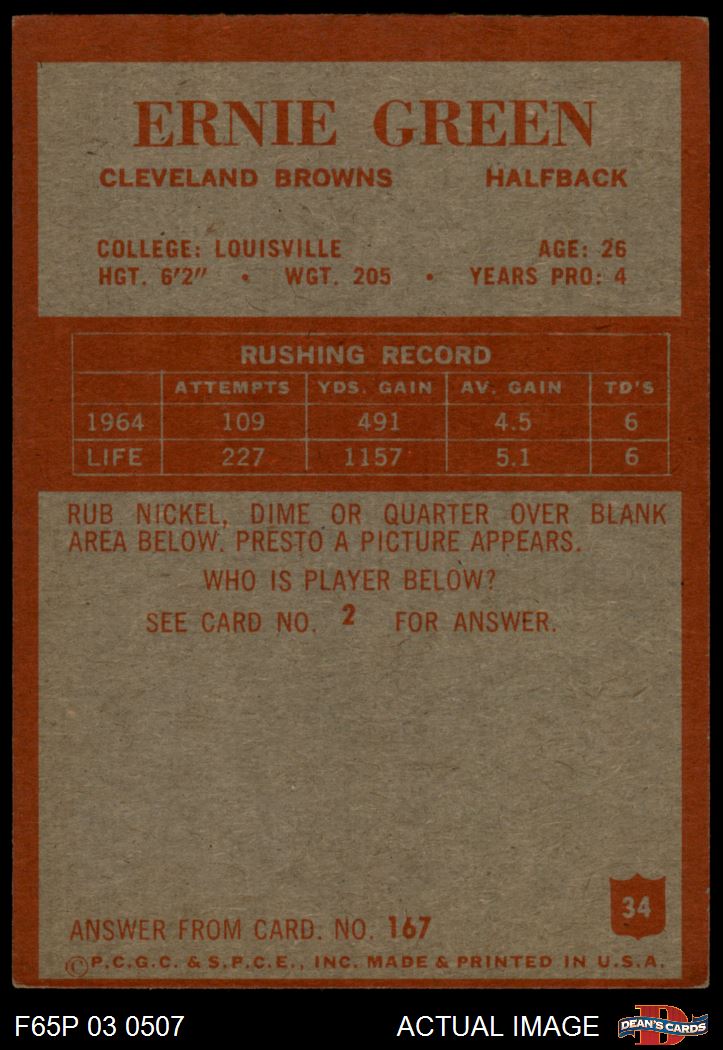 ERNIE GREEN
CLEVELAND BROWNS HALFBACK
COLLEGE: LOUISVILLE AGE: 26
HGT. 6'2" • WGT. 205 • YEARS PRO: 4
RUSHING RECORD
ATTEMPTS YDS. GAIN AV. GAIN TD'S
1964 109 491 4.5 6
LIFE 227 1157 5.1 6
RUB NICKEL, DIME OR QUARTER OVER BLANK
AREA BELOW. PRESTO A PICTURE APPEARS.
WHO IS PLAYER BELOW?
SEE CARD NO. 2 FOR ANSWER.
34
ANSWER FROM CARD. NO. 167
©P.C.G.C. & S.P.C.E., INC. MADE & PRINTED IN U.S.A.
F65P 03 0507 ACTUAL IMAGE D DEAN'S CARDS